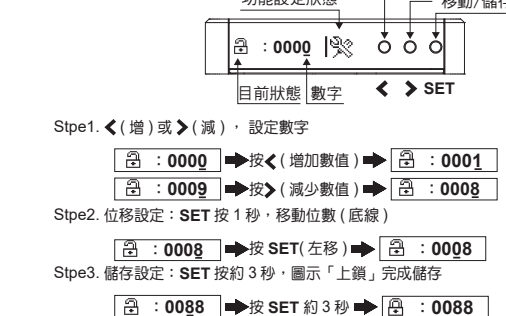 功能設定狀態
移動/儲存
: 0000
目前狀態 數字 ❮ ❯ SET
Stpe1. ❮ ( 增 ) 或 ❯ ( 減 ) , 設定數字
: 0000 ➡按❮ ( 增加數值 ) ➡ : 0001
: 0009 ➡按❯ ( 減少數值 ) ➡ : 0008
Stpe2. 位移設定：SET 按 1 秒，移動位數 ( 底線 )
: 0008 ➡按 SET( 左移 ) ➡ : 0008
Stpe3. 儲存設定：SET 按約 3 秒，圖示「上鎖」完成儲存
: 0088 ➡按 SET 約 3 秒 ➡ : 0088